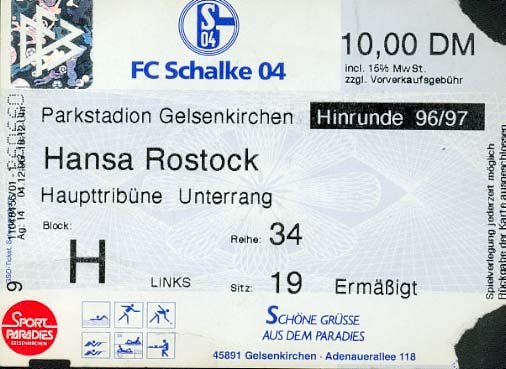 S
04
FC Schalke 04
10,00 DM
incl. 15% MwSt.
zzgl. Vorverkaufsgebühr
Parkstadion Gelsenkirchen Hinrunde 96/97
Hansa Rostock
Haupttribüne Unterrang
Block: H LINKS
Reihe: 34
Sitz: 19 Ermäßigt
SPORT
PARADIES
GELSENKIRCHEN
SCHÖNE GRÜSSE
AUS DEM PARADIES
45891 Gelsenkirchen · Adenauerallee 118
Spielverlegung jederzeit möglich
Rückgabe der Karte ausgeschlossen
9